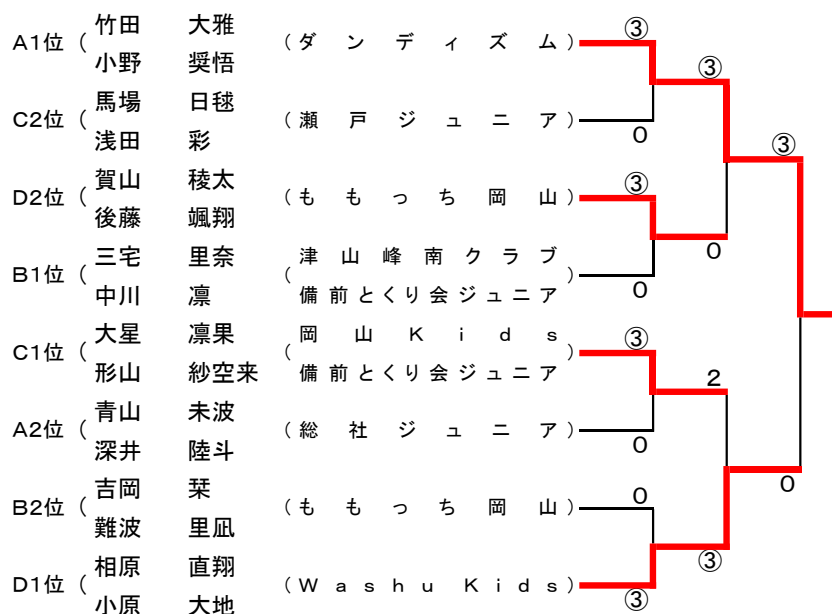 竹田 大雅
A1位 ( (ダンディズム) ③
小野 奨悟
③
馬場 日毬
C2位 ( (瀬戸ジュニア) 0
浅田 彩
③
賀山 稜太
D2位 ( (ももっち岡山) ③
後藤 颯翔
0
三宅 里奈 津山峰南クラブ
B1位 ( ( 0
中川 凛 備前とくり会ジュニア
大星 凛果 岡山Kids
C1位 ( ( ③
形山 紗空来 備前とくり会ジュニア
2
青山 未波
A2位 ( (総社ジュニア) 0
深井 陸斗
0
吉岡 栞
B2位 ( (ももっち岡山) 0
難波 里凪
③
相原 直翔
D1位 ( (Washu Kids) ③
小原 大地